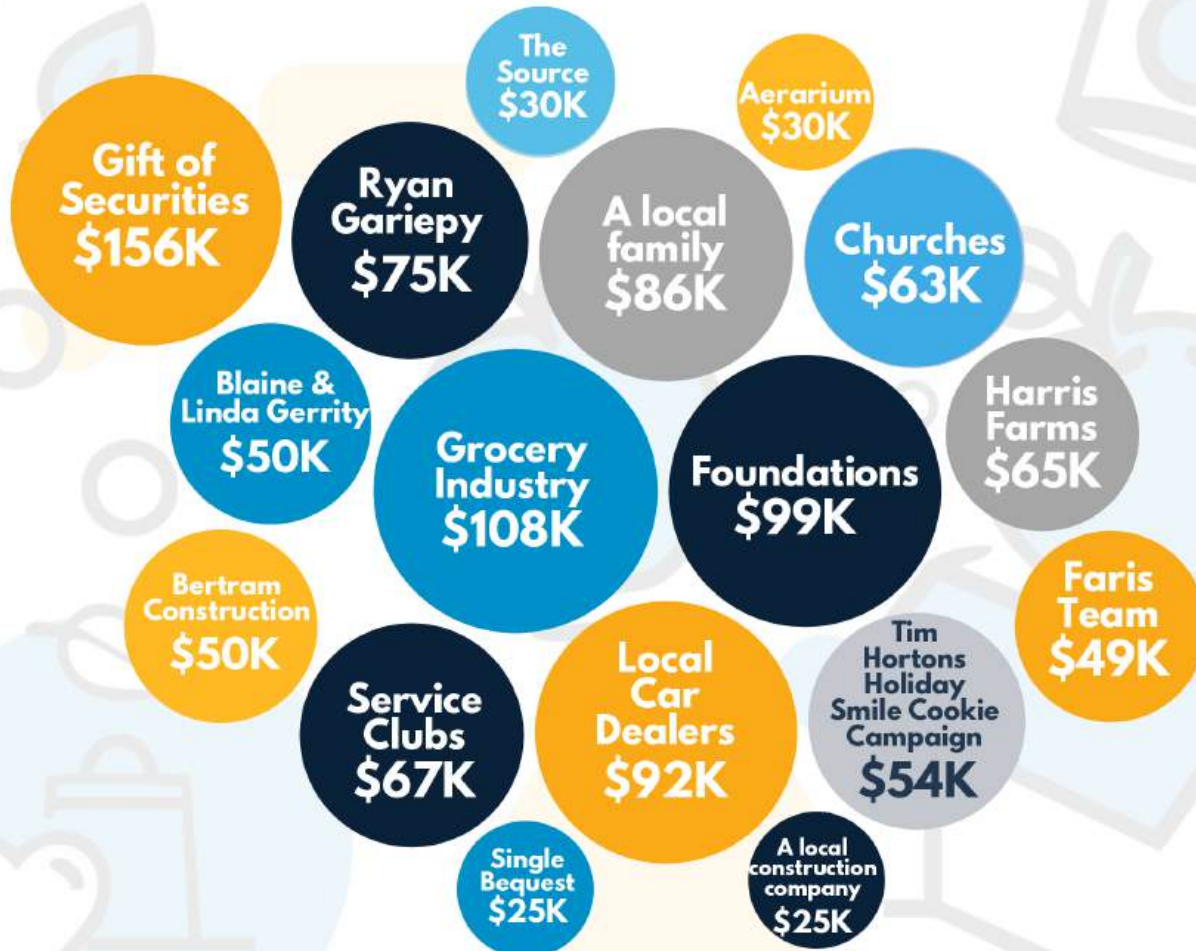 The
Source
$30K
Aerarium
$30K
Gift of
Securities
$156K
Ryan
Gariepy
$75K
A local
family
$86K
Churches
$63K
Blaine &
Linda Gerrity
$50K
Grocery
Industry
$108K
Foundations
$99K
Harris
Farms
$65K
Bertram
Construction
$50K
Service
Clubs
$67K
Local
Car
Dealers
$92K
Tim
Hortons
Holiday
Smile Cookie
Campaign
$54K
Faris
Team
$49K
Single
Bequest
$25K
A local
construction
company
$25K